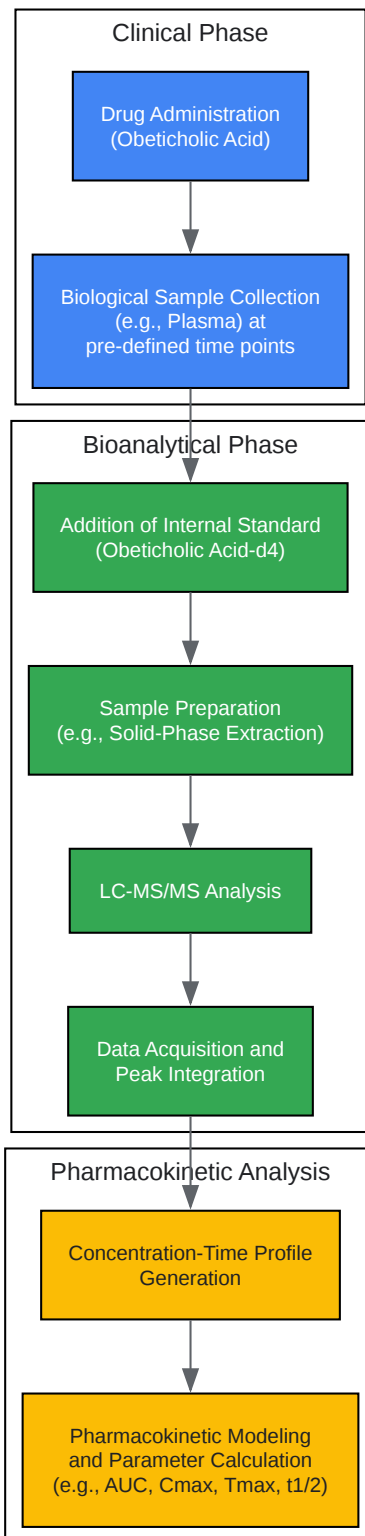 Clinical Phase
Drug Administration
(Obeticholic Acid)
Biological Sample Collection
(e.g., Plasma) at
pre-defined time points
Bioanalytical Phase
Addition of Internal Standard
(Obeticholic Acid-d4)
Sample Preparation
(e.g., Solid-Phase Extraction)
LC-MS/MS Analysis
Data Acquisition and
Peak Integration
Pharmacokinetic Analysis
Concentration-Time Profile
Generation
Pharmacokinetic Modeling
and Parameter Calculation
(e.g., AUC, Cmax, Tmax, t1/2)